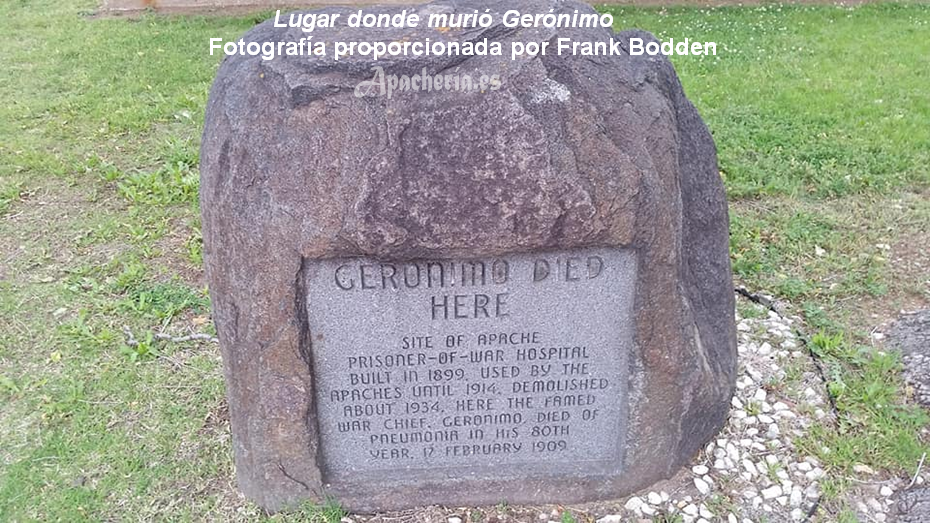 Lugar donde murió Gerónimo
Fotografía proporcionada por Frank Bodden
Apacheria.es
GERONIMO DIED
HERE
SITE OF APACHE
PRISONER-OF-WAR HOSPITAL
BUILT IN 1899, USED BY THE
APACHES UNTIL 1914, DEMOLISHED
ABOUT 1934. HERE THE FAMED
WAR CHIEF, GERONIMO, DIED OF
PNEUMONIA IN HIS 80TH
YEAR, 17 FEBRUARY 1909